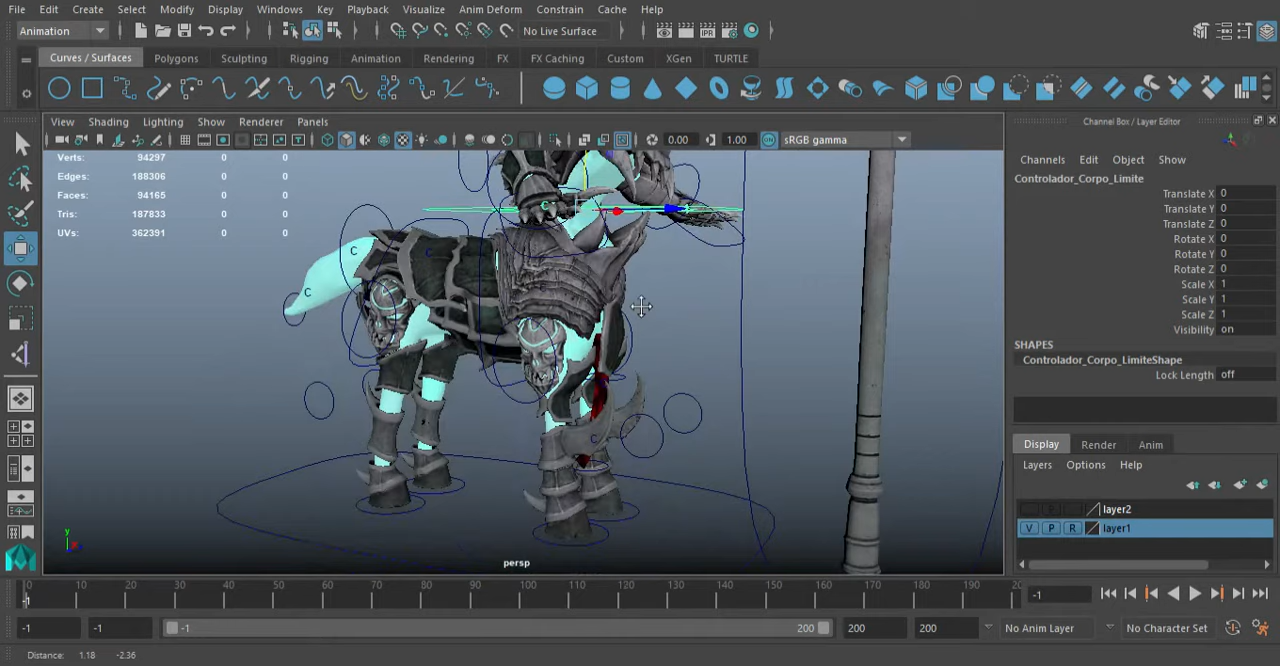 File Edit Create Select Modify Display Windows Key Playback Visualize Anim Deform Constrain Cache Help
Animation No Live Surface
Curves / Surfaces Polygons Sculpting Rigging Animation Rendering FX FX Caching Custom XGen TURTLE
View Shading Lighting Show Renderer Panels
0.00 1.00 sRGB gamma
Verts: 94297 0 0
Edges: 188306 0 0
Faces: 94165 0 0
Tris: 187833 0 0
UVs: 362391 0 0
C
C
C
C
C
y
persp
Channel Box / Layer Editor
Channels Edit Object Show
Controlador_Corpo_Limite
Translate X 0
Translate Y 0
Translate Z 0
Rotate X 0
Rotate Y 0
Rotate Z 0
Scale X 1
Scale Y 1
Scale Z 1
Visibility on
SHAPES
Controlador_Corpo_LimiteShape
Lock Length off
Display Render Anim
Layers Options Help
layer2
V P R layer1
0 10 20 30 40 50 60 70 80 90 100 110 120 130 140 150 160 170 180 190 20
-1 -1
-1 -1 -1 200 200 200 No Anim Layer No Character Set
Distance: 1.18 -2.36